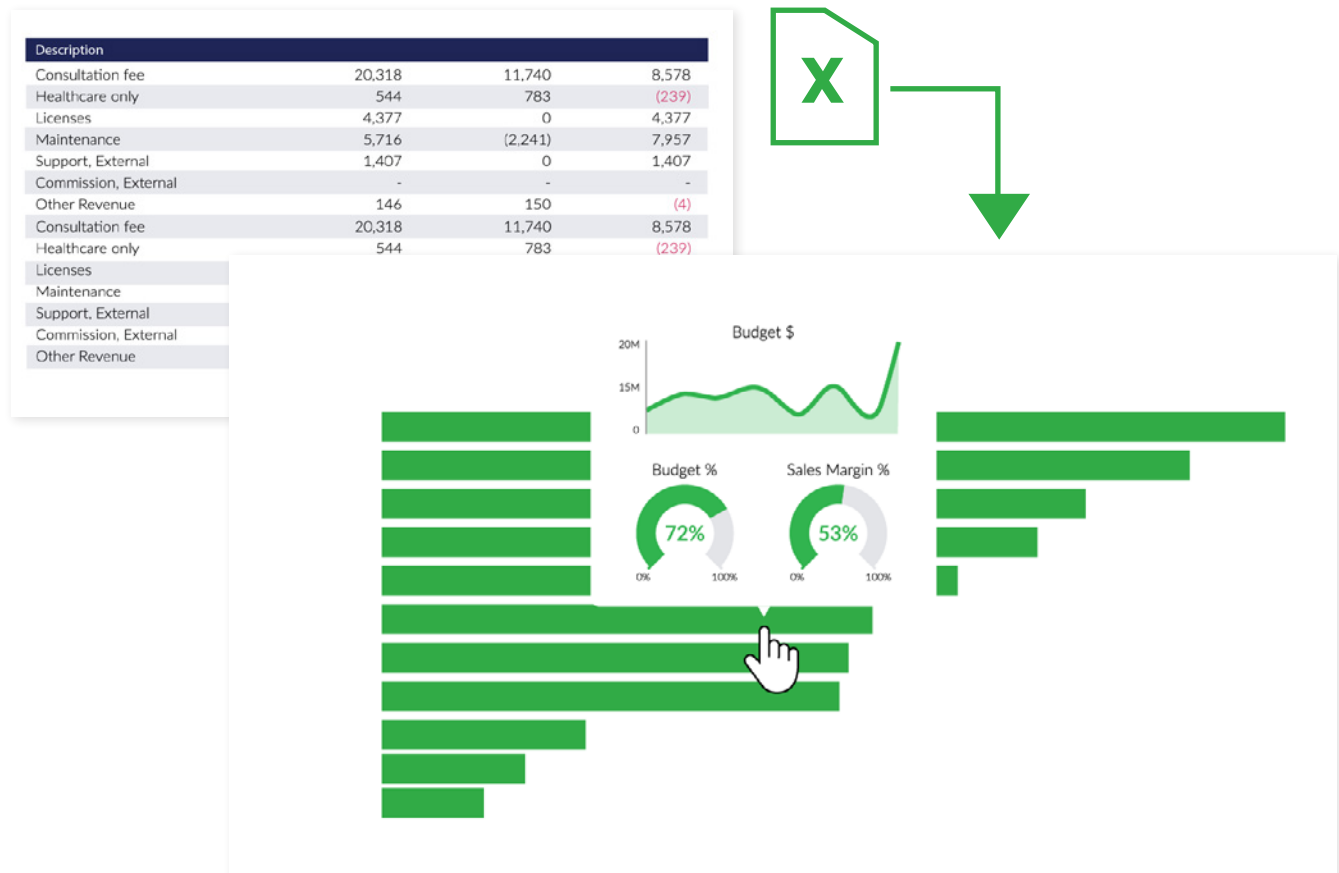 Description
Consultation fee 20,318 11,740 8,578
Healthcare only 544 783 (239)
Licenses 4,377 0 4,377
Maintenance 5,716 (2,241) 7,957
Support, External 1,407 0 1,407
Commission, External - - -
Other Revenue 146 150 (4)
Consultation fee 20,318 11,740 8,578
Healthcare only 544 783 (239)
Licenses
Maintenance
Support, External
Commission, External
Other Revenue
X
Budget $
20M
15M
0
Budget % Sales Margin %
72% 53%
0% 100% 0% 100%